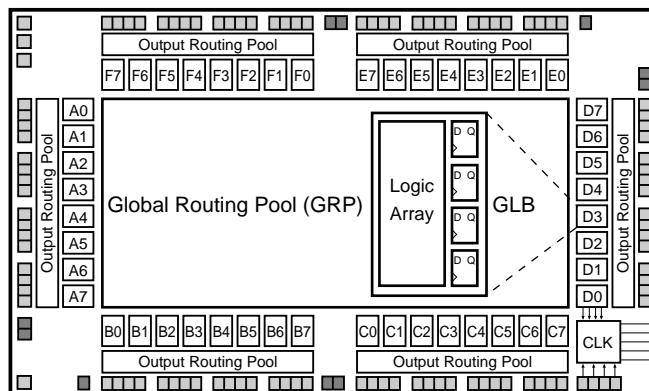 Output Routing Pool
Output Routing Pool
F7 F6 F5 F4 F3 F2 F1 F0
E7 E6 E5 E4 E3 E2 E1 E0
Output Routing Pool
A0
A1
A2
A3
A4
A5
A6
A7
Global Routing Pool (GRP)
Logic
Array
D Q
D Q
D Q
D Q
GLB
D7
D6
D5
D4
D3
D2
D1
D0
Output Routing Pool
CLK
B0 B1 B2 B3 B4 B5 B6 B7
C0 C1 C2 C3 C4 C5 C6 C7
Output Routing Pool
Output Routing Pool